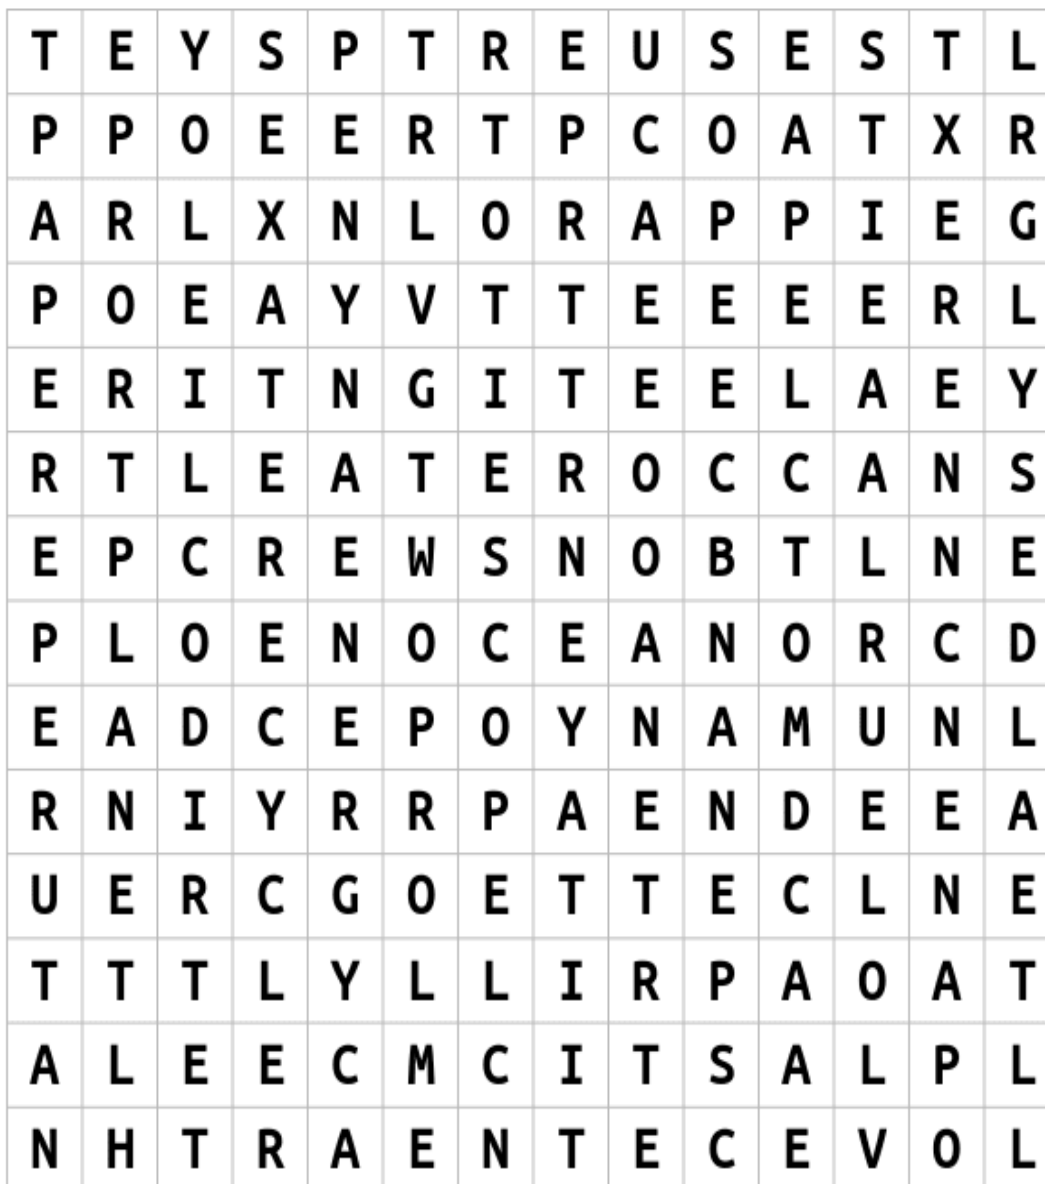 T E Y S P T R E U S E S T L
P P O E E R T P C O A T X R
A R L X N L O R A P P I E G
P O E A Y V T T E E E E R L
E R I T N G I T E E L A E Y
R T L E A T E R O C C A N S
E P C R E W S N O B T L N E
P L O E N O C E A N O R C D
E A D C E P O Y N A M U N L
R N I Y R R P A E N D E E A
U E R C G O E T T E C L N E
T T T L Y L L I R P A O A T
A L E E C M C I T S A L P L
N H T R A E N T E C E V O L